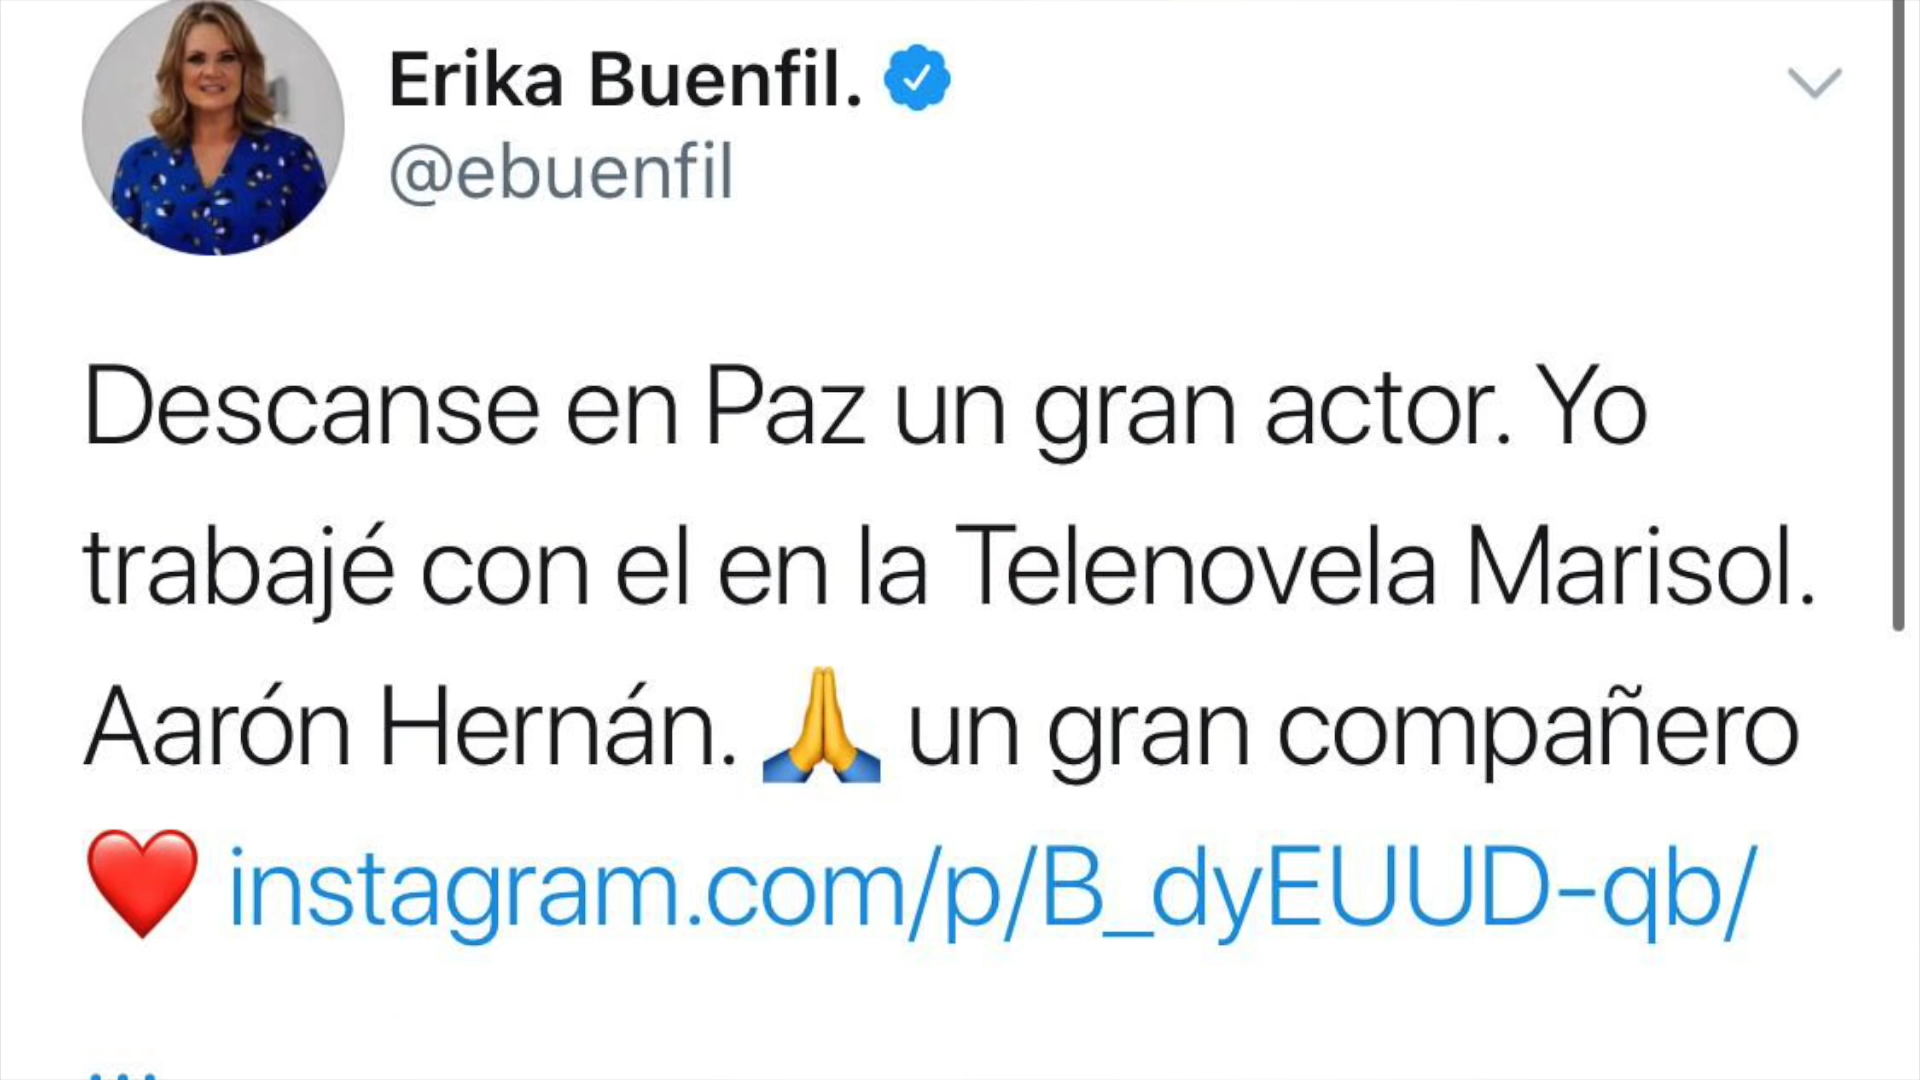 Erika Buenfil.
@ebuenfil
Descanse en Paz un gran actor. Yo
trabajé con el en la Telenovela Marisol.
Aarón Hernán. 🙏 un gran compañero
❤️ instagram.com/p/B_dyEUUD-qb/